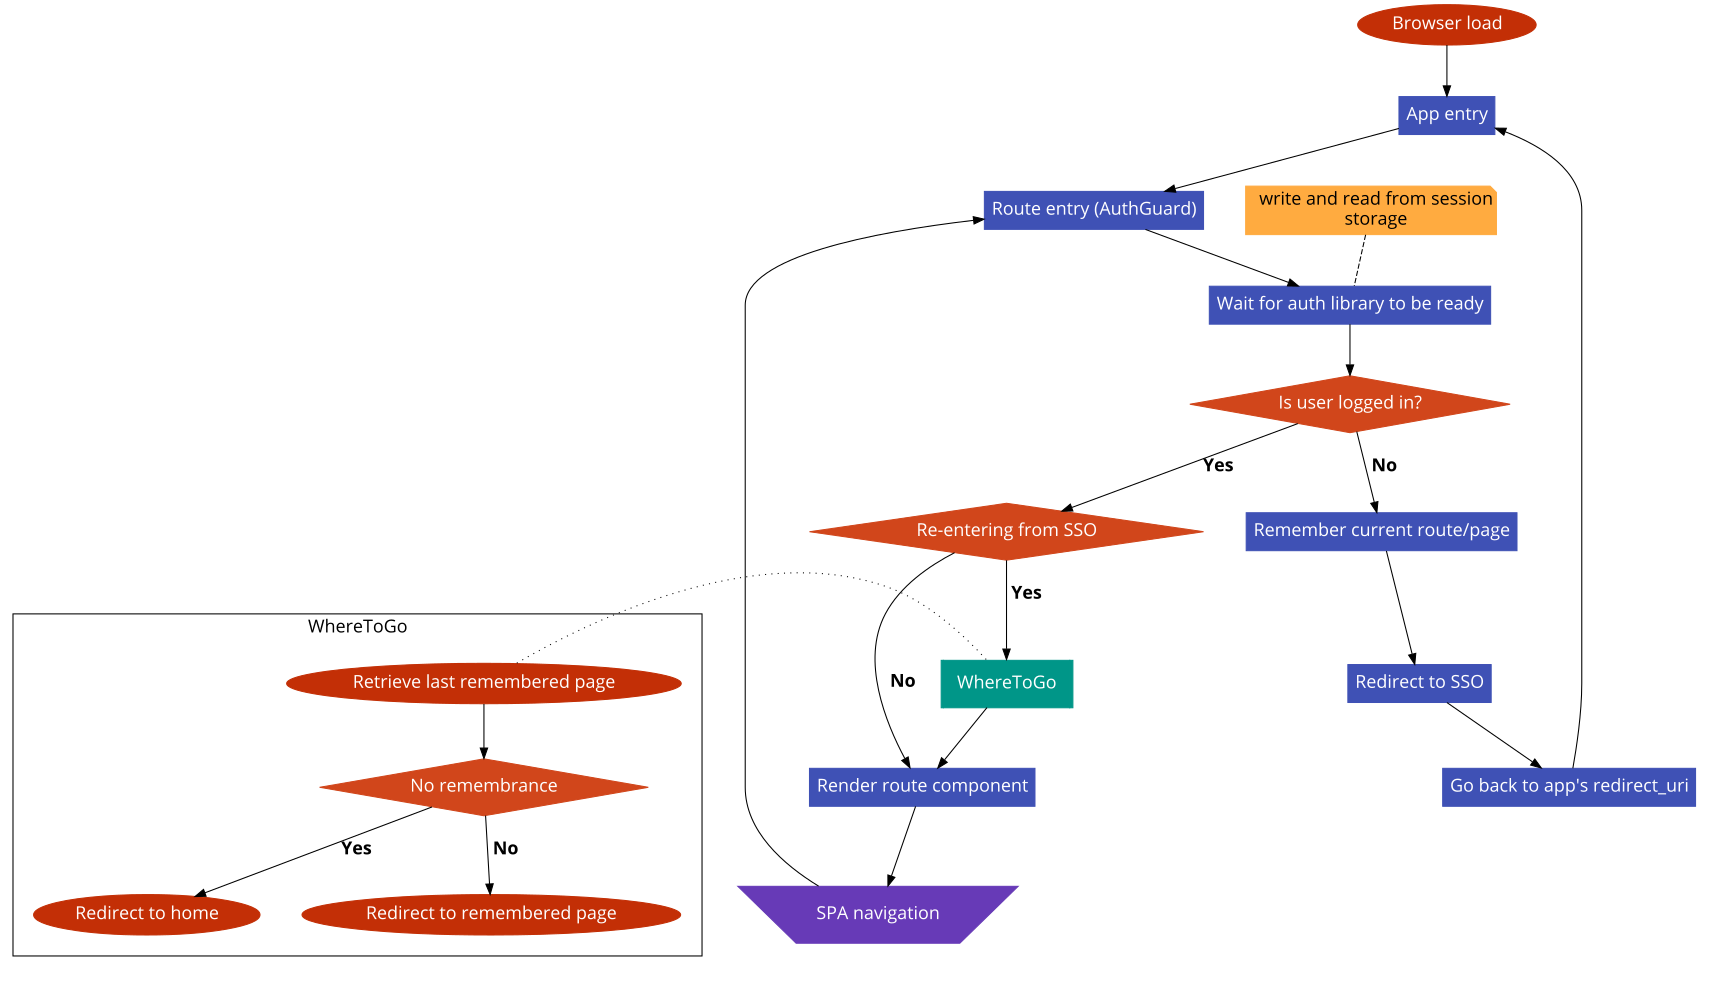 Browser load
App entry
Route entry (AuthGuard)
write and read from session
storage
Wait for auth library to be ready
Is user logged in?
Yes
No
Re-entering from SSO
Remember current route/page
Yes
No
WhereToGo
Redirect to SSO
Render route component
Go back to app's redirect_uri
SPA navigation
WhereToGo
Retrieve last remembered page
No remembrance
Yes
No
Redirect to home
Redirect to remembered page